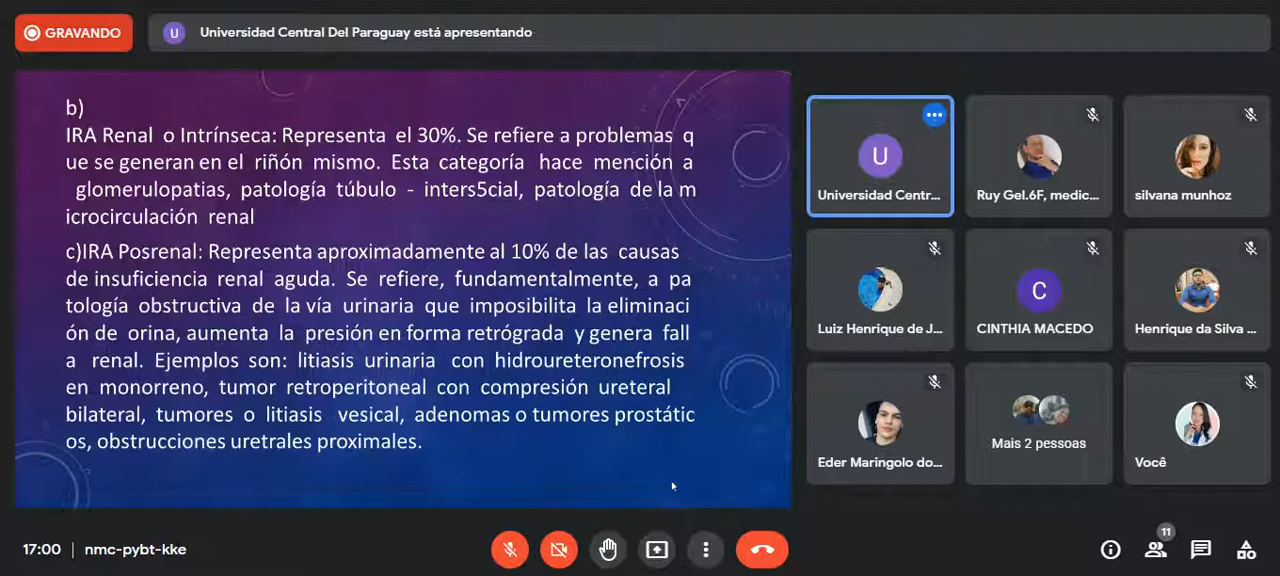 GRAVANDO
U
Universidad Central Del Paraguay está apresentando
b)
IRA Renal o Intrínseca: Representa el 30%. Se refiere a problemas q
ue se generan en el riñón mismo. Esta categoría hace mención a
glomerulopatias, patología túbulo - inters5cial, patología de la m
icrocirculación renal
c)IRA Posrenal: Representa aproximadamente al 10% de las causas
de insuficiencia renal aguda. Se refiere, fundamentalmente, a pa
tología obstructiva de la vía urinaria que imposibilita la eliminaci
ón de orina, aumenta la presión en forma retrógrada y genera fall
a renal. Ejemplos son: litiasis urinaria con hidroureteronefrosis
en monorreno, tumor retroperitoneal con compresión ureteral
bilateral, tumores o litiasis vesical, adenomas o tumores prostátic
os, obstrucciones uretrales proximales.
U
Universidad Centr...
Ruy Gel.6F, medic...
silvana munhoz
Luiz Henrique de J...
C
CINTHIA MACEDO
Henrique da Silva ...
Eder Maringolo do...
Mais 2 pessoas
Você
17:00 | nmc-pybt-kke
11